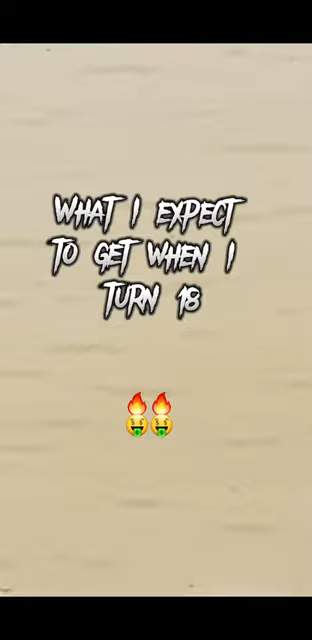 WHAT I EXPECT
TO GET WHEN I
TURN 18
🔥🔥
🤑🤑